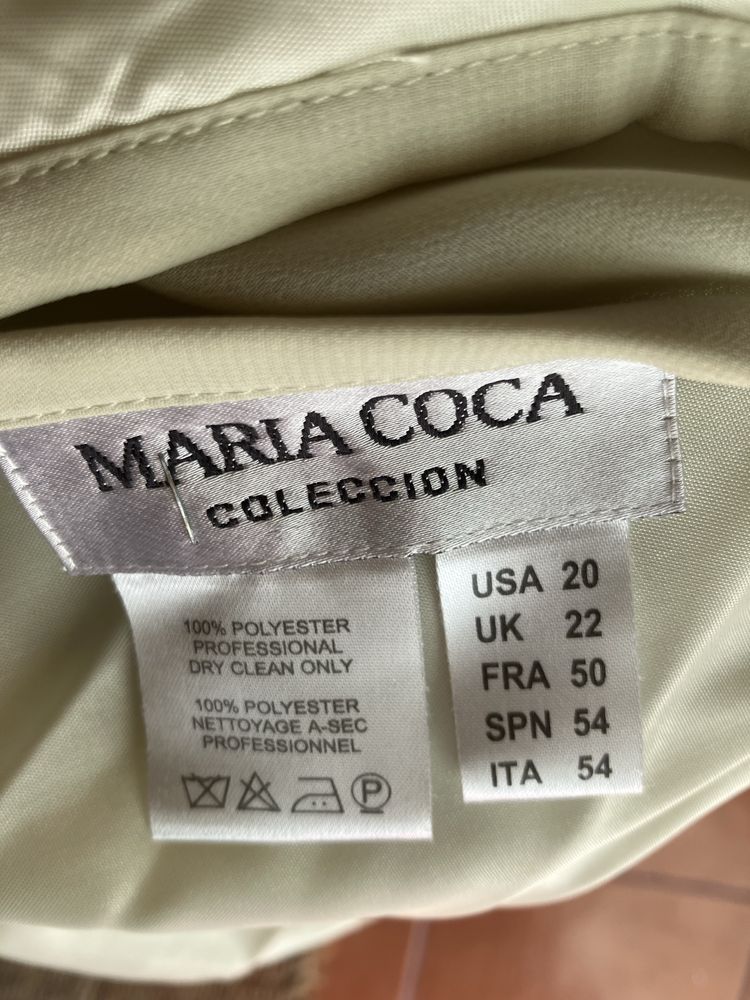 MARIA COCA
COLECCION
100% POLYESTER
PROFESSIONAL
DRY CLEAN ONLY
100% POLYESTER
NETTOYAGE A-SEC
PROFESSIONNEL
P
USA 20
UK 22
FRA 50
SPN 54
ITA 54